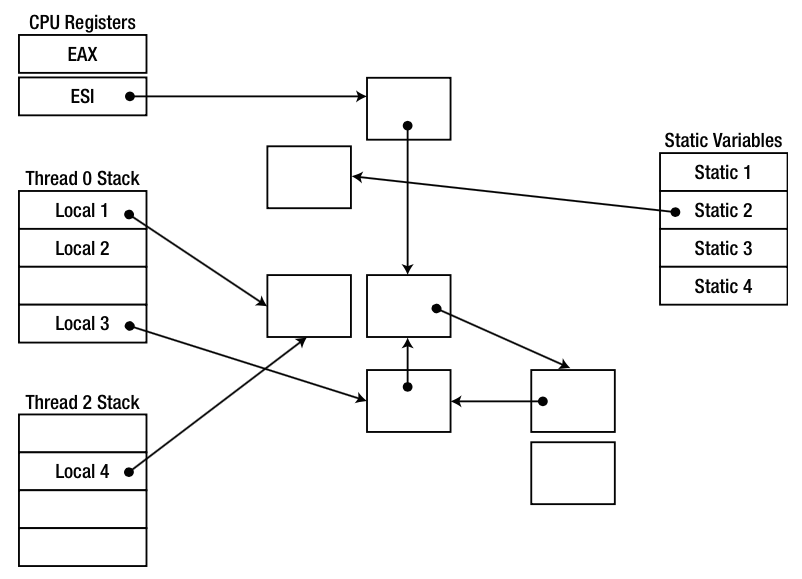 CPU Registers
EAX
ESI
Thread 0 Stack
Local 1
Local 2
Local 3
Thread 2 Stack
Local 4
Static Variables
Static 1
Static 2
Static 3
Static 4